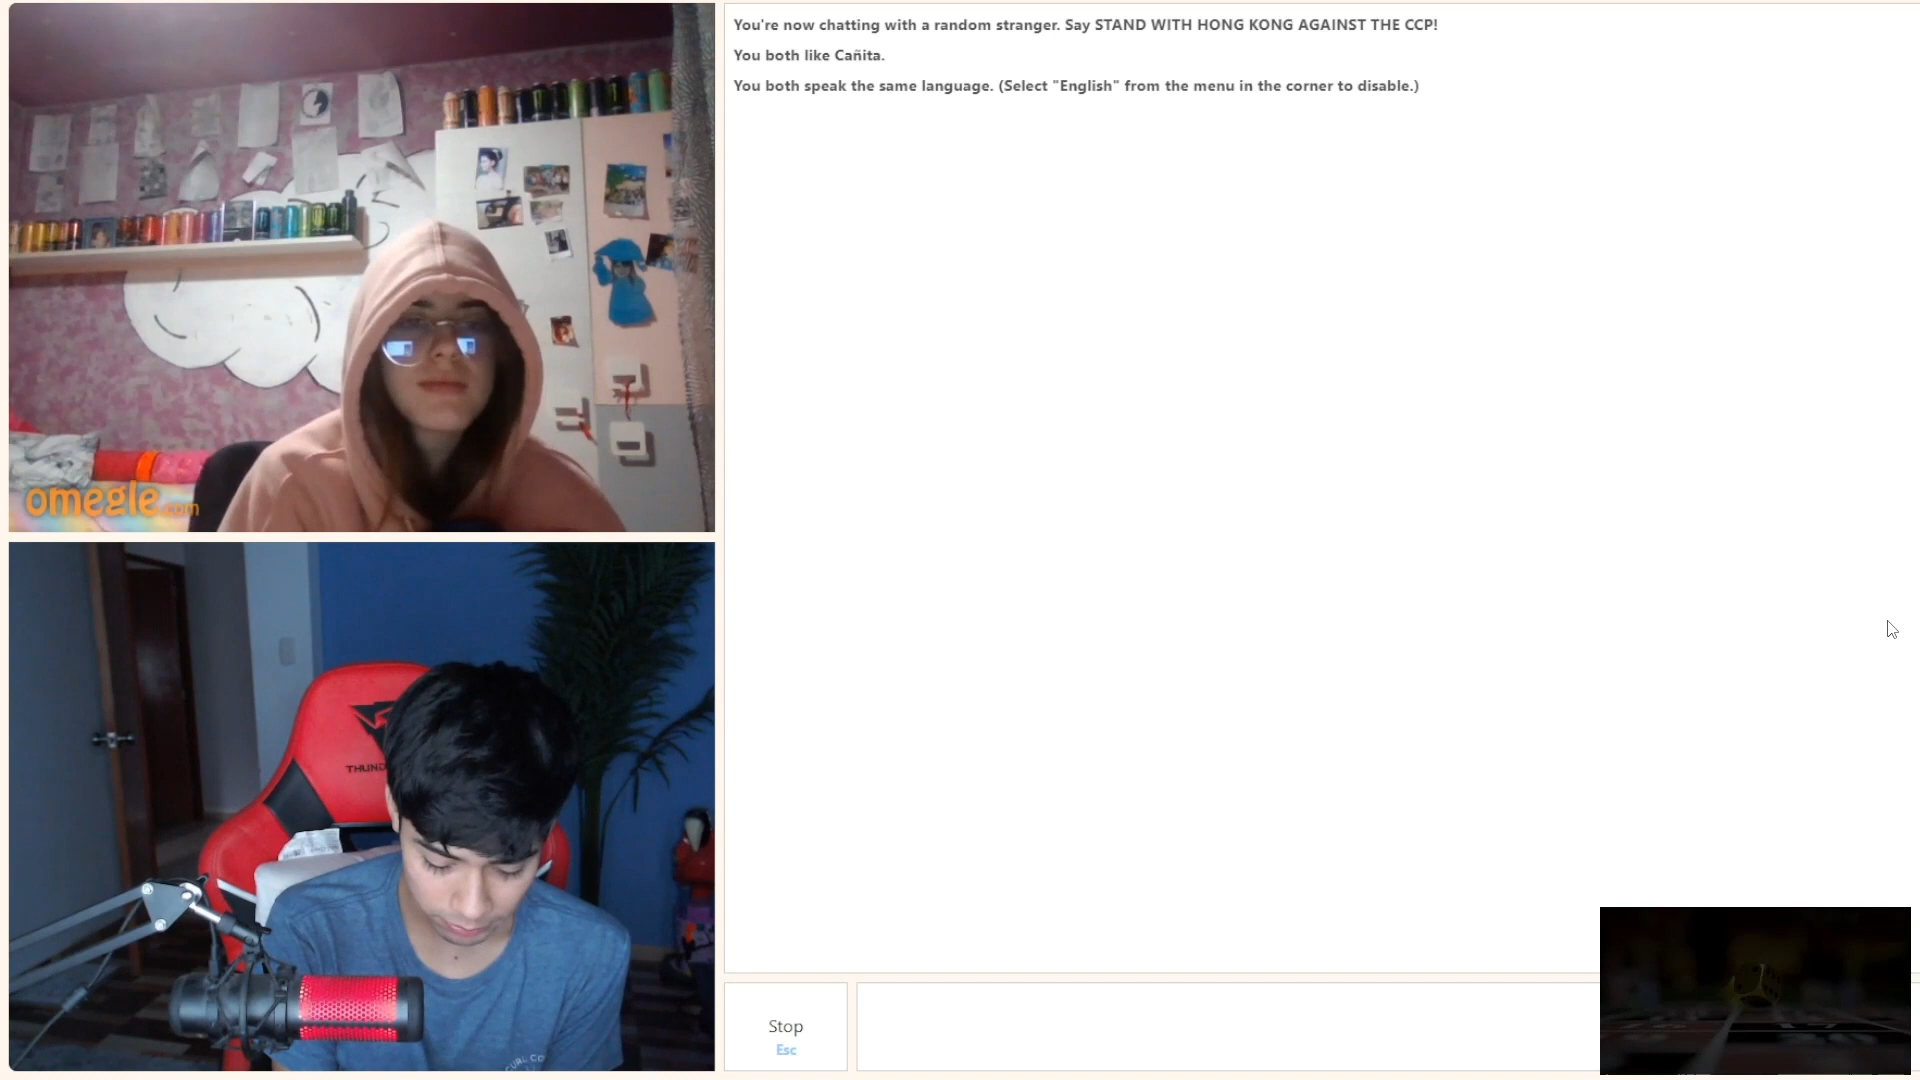 You're now chatting with a random stranger. Say STAND WITH HONG KONG AGAINST THE CCP!
You both like Cañita.
You both speak the same language. (Select "English" from the menu in the corner to disable.)
omegle.com
THUND
Stop
Esc